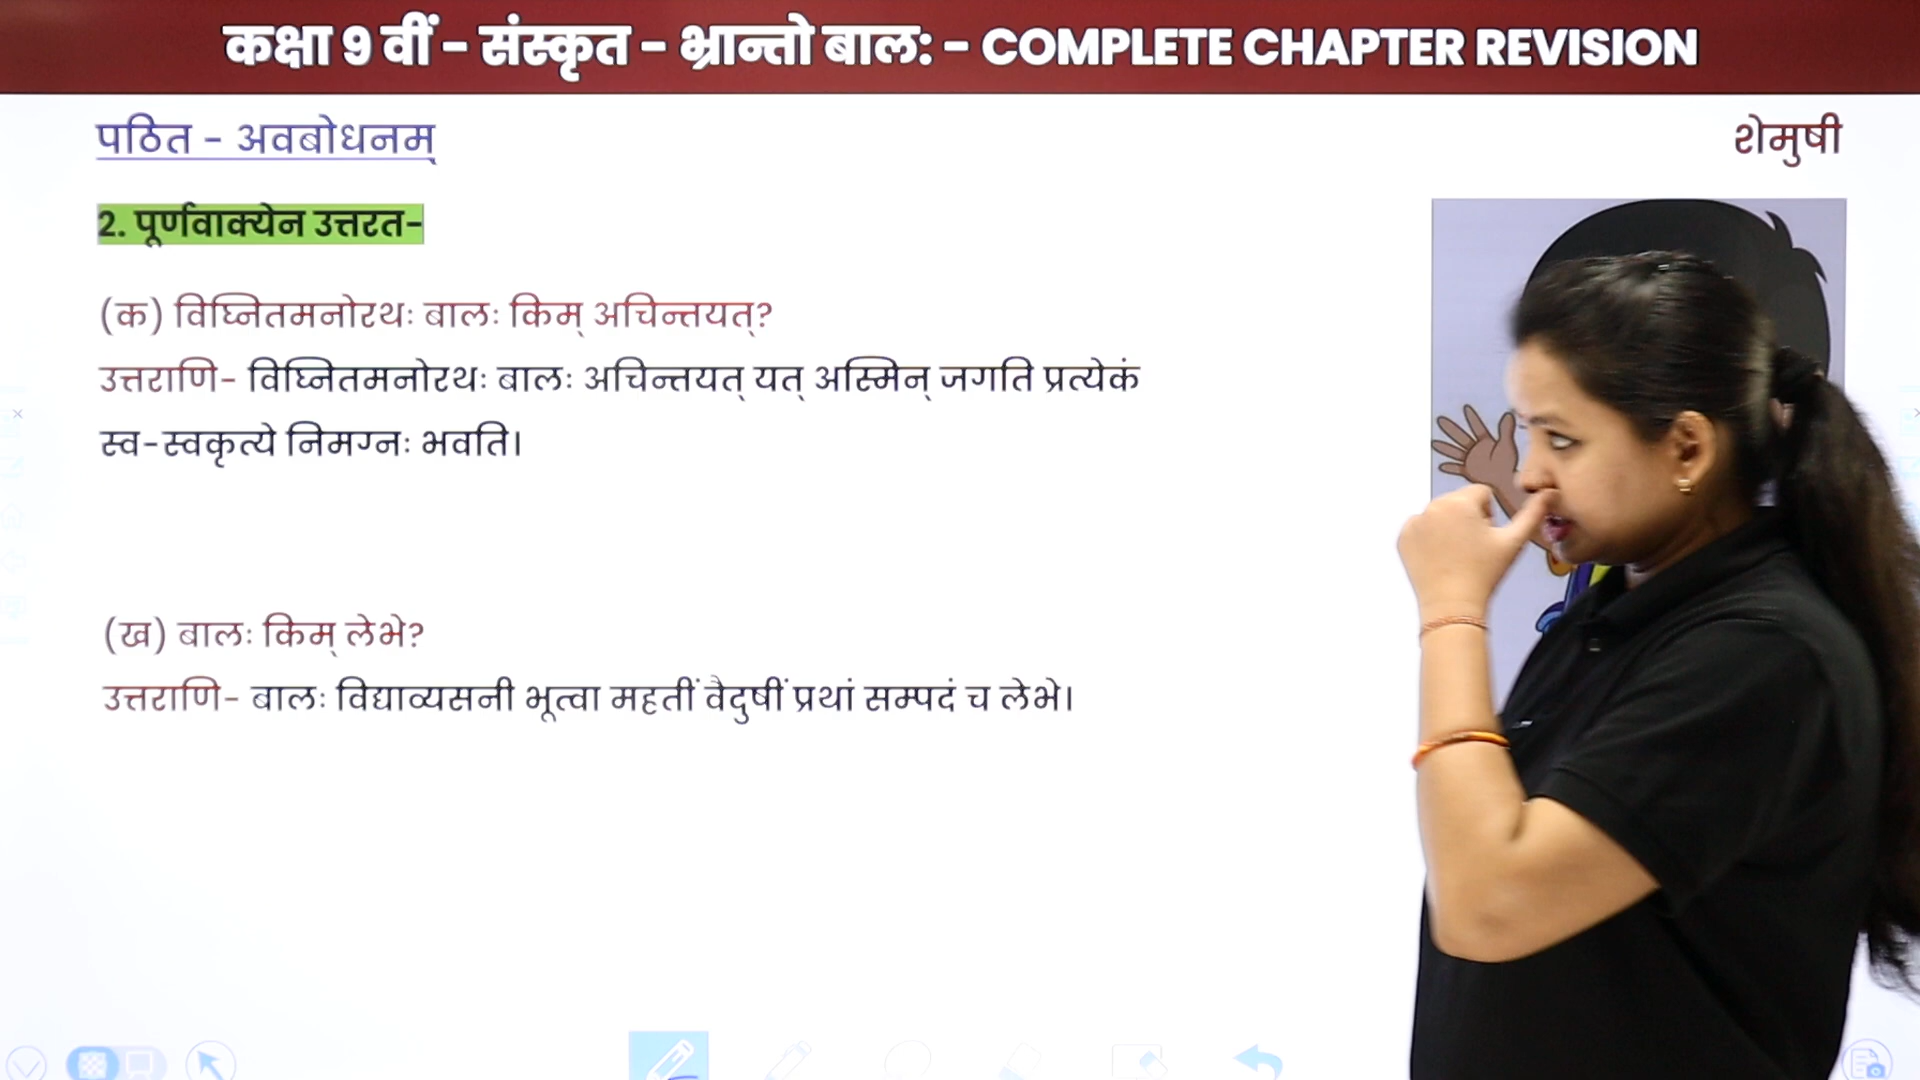 कक्षा 9 वीं – संस्कृत – भ्रान्तो बाल: – COMPLETE CHAPTER REVISION
पठित - अवबोधनम्
शेमुषी
2. पूर्णवाक्येन उत्तरत-
(क) विघ्नितमनोरथः बालः किम् अचिन्तयत्?
उत्तराणि- विघ्नितमनोरथः बालः अचिन्तयत् यत् अस्मिन् जगति प्रत्येकं
स्व-स्वकृत्ये निमग्नः भवति।
(ख) बालः किम् लेभे?
उत्तराणि- बालः विद्याव्यसनी भूत्वा महतीं वैदुषीं प्रथां सम्पदं च लेभे।